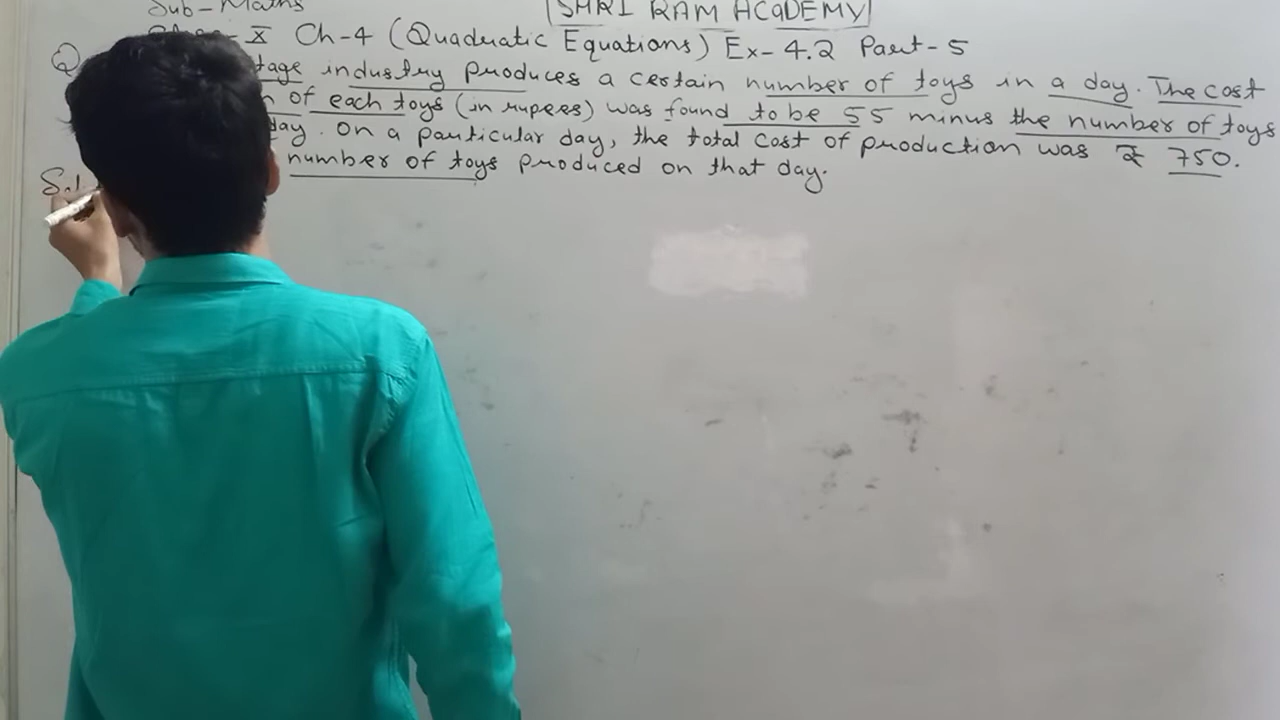 Sub-Maths SHRI RAM ACADEMY
X Ch-4 (Quadratic Equations) Ex-4.2 Part-5
Q tage industry produces a certain number of toys in a day. The cost
of each toys (in rupees) was found to be 55 minus the number of toys
day. On a particular day, the total cost of production was ₹ 750.
number of toys produced on that day.
Sol